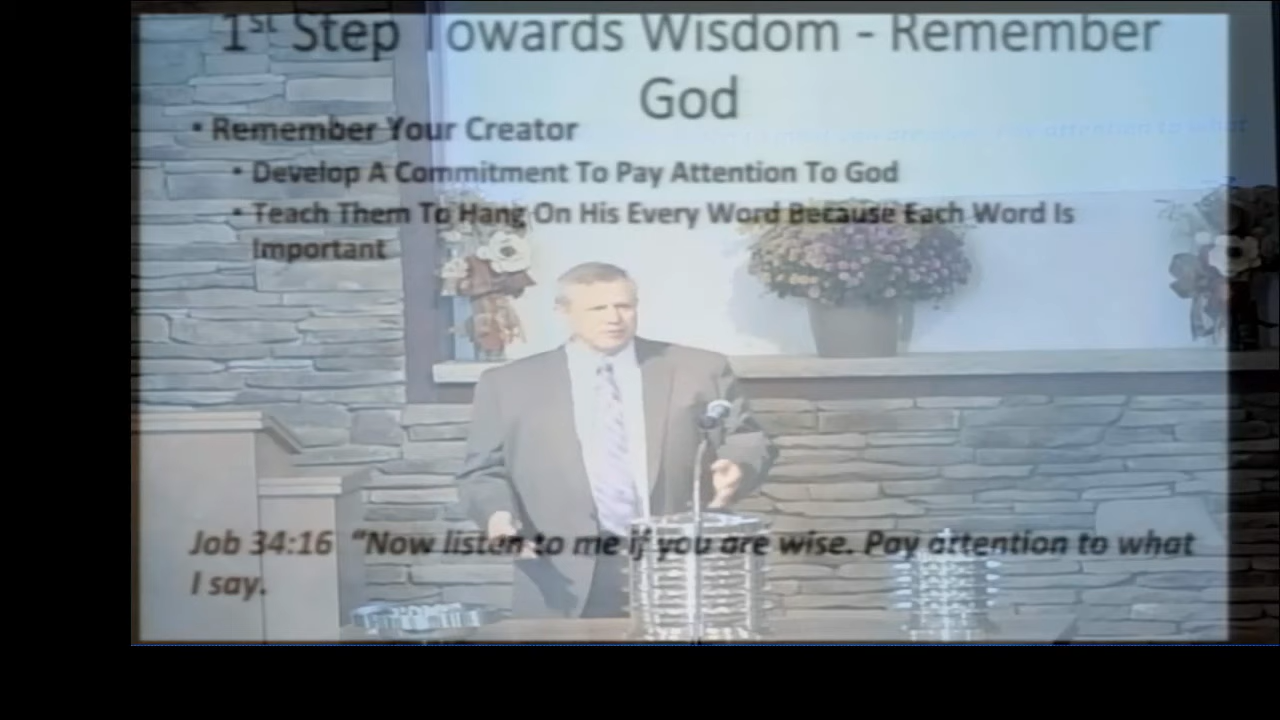 1st Step Towards Wisdom - Remember
God
• Remember Your Creator
• Develop A Commitment To Pay Attention To God
• Teach Them To Hang On His Every Word Because Each Word Is
Important
Job 34:16 “Now listen to me if you are wise. Pay attention to what
I say.